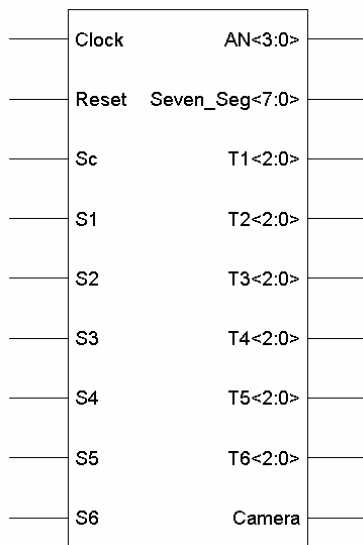 Clock AN<3:0>
Reset Seven_Seg<7:0>
Sc T1<2:0>
S1 T2<2:0>
S2 T3<2:0>
S3 T4<2:0>
S4 T5<2:0>
S5 T6<2:0>
S6 Camera